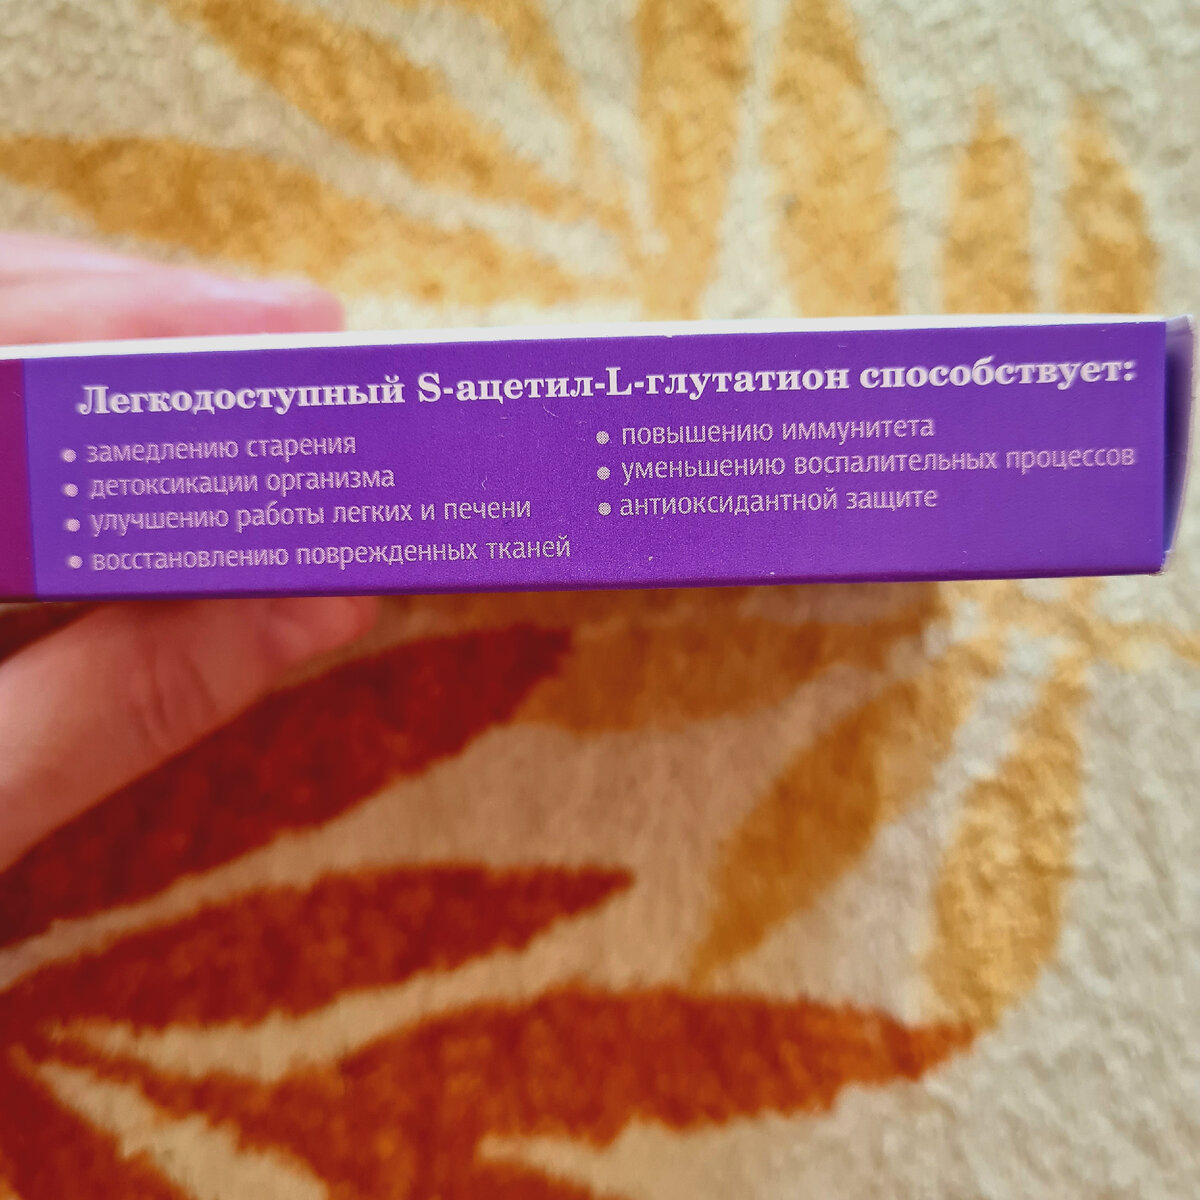 Легкодоступный S-ацетил-L-глутатион способствует:
• замедлению старения
• детоксикации организма
• улучшению работы легких и печени
• восстановлению поврежденных тканей
• повышению иммунитета
• уменьшению воспалительных процессов
• антиоксидантной защите